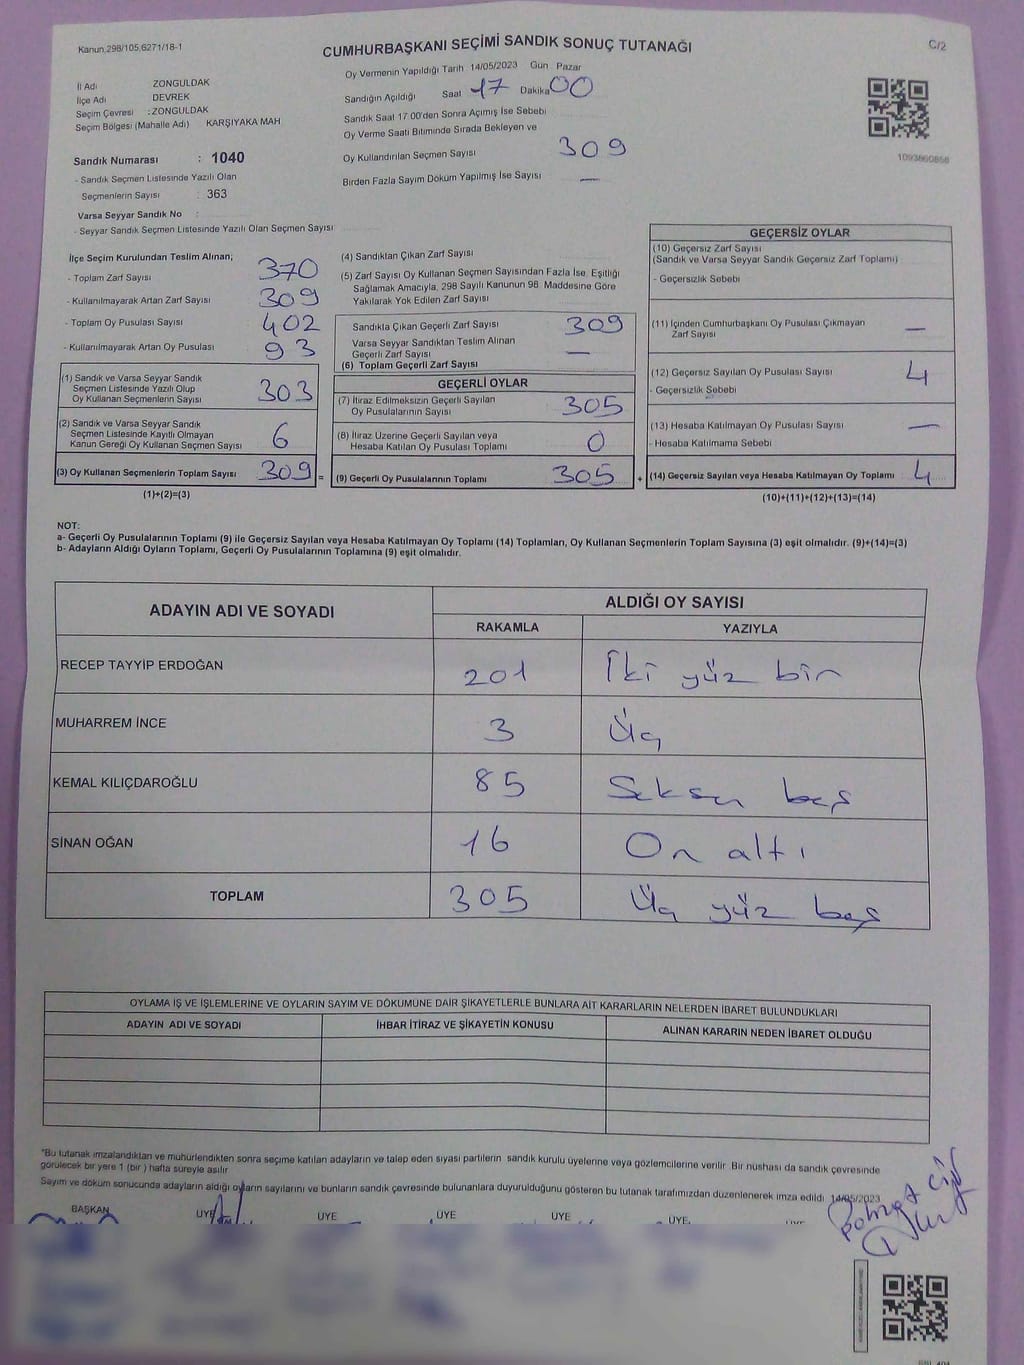 Kanun,298/105,6271/18-1
CUMHURBAŞKANI SEÇİMİ SANDIK SONUÇ TUTANAĞI
C/2
İl Adı ZONGULDAK
İlçe Adı DEVREK
Seçim Çevresi : ZONGULDAK
Seçim Bölgesi (Mahalle Adı) KARŞIYAKA MAH
Sandık Numarası : 1040
- Sandık Seçmen Listesinde Yazılı Olan
Seçmenlerin Sayısı : 363
Varsa Seyyar Sandık No :
- Seyyar Sandık Seçmen Listesinde Yazılı Olan Seçmen Sayısı
Oy Vermenin Yapıldığı Tarih 14/05/2023 Gün Pazar
Sandığın Açıldığı Saat 17 Dakika 00
Sandık Saat 17:00'den Sonra Açımış İse Sebebi
Oy Verme Saati Bitiminde Sırada Bekleyen ve
Oy Kullandırılan Seçmen Sayısı 309
Birden Fazla Sayım Döküm Yapılmış İse Sayısı —
1093860858
İlçe Seçim Kurulundan Teslim Alınan;
- Toplam Zarf Sayısı 370
- Kullanılmayarak Artan Zarf Sayısı 309
- Toplam Oy Pusulası Sayısı 402
- Kullanılmayarak Artan Oy Pusulası 93
(1) Sandık ve Varsa Seyyar Sandık
Seçmen Listesinde Yazılı Olup
Oy Kullanan Seçmenlerin Sayısı 303
(2) Sandık ve Varsa Seyyar Sandık
Seçmen Listesinde Kayıtlı Olmayan
Kanun Gereği Oy Kullanan Seçmen Sayısı 6
(3) Oy Kullanan Seçmenlerin Toplam Sayısı 309 =
(1)+(2)=(3)
(4) Sandıktan Çıkan Zarf Sayısı
(5) Zarf Sayısı Oy Kullanan Seçmen Sayısından Fazla İse, Eşitliği
Sağlamak Amacıyla, 298 Sayılı Kanunun 98. Maddesine Göre
Yakılarak Yok Edilen Zarf Sayısı
Sandıkta Çıkan Geçerli Zarf Sayısı 309
Varsa Seyyar Sandıktan Teslim Alınan
Geçerli Zarf Sayısı —
(6) Toplam Geçerli Zarf Sayısı
GEÇERLİ OYLAR
(7) İtiraz Edilmeksizin Geçerli Sayılan
Oy Pusulalarının Sayısı 305
(8) İtiraz Üzerine Geçerli Sayılan veya
Hesaba Katılan Oy Pusulası Toplamı 0
(9) Geçerli Oy Pusulalarının Toplamı 305 +
GEÇERSİZ OYLAR
(10) Geçersiz Zarf Sayısı
(Sandık ve Varsa Seyyar Sandık Geçersiz Zarf Toplamı)
- Geçersizlik Sebebi
(11) İçinden Cumhurbaşkanı Oy Pusulası Çıkmayan
Zarf Sayısı —
(12) Geçersiz Sayılan Oy Pusulası Sayısı 4
- Geçersizlik Sebebi
(13) Hesaba Katılmayan Oy Pusulası Sayısı —
- Hesaba Katılmama Sebebi
(14) Geçersiz Sayılan veya Hesaba Katılmayan Oy Toplamı 4
(10)+(11)+(12)+(13)=(14)
NOT:
a- Geçerli Oy Pusulalarının Toplamı (9) ile Geçersiz Sayılan veya Hesaba Katılmayan Oy Toplamı (14) Toplamları, Oy Kullanan Seçmenlerin Toplam Sayısına (3) eşit olmalıdır. (9)+(14)=(3)
b- Adayların Aldığı Oyların Toplamı, Geçerli Oy Pusulalarının Toplamına (9) eşit olmalıdır.
ADAYIN ADI VE SOYADI
ALDIĞI OY SAYISI
RAKAMLA YAZIYLA
RECEP TAYYİP ERDOĞAN 201 İki yüz bir
MUHARREM İNCE 3 Üç
KEMAL KILIÇDAROĞLU 85 Seksen beş
SİNAN OĞAN 16 On altı
TOPLAM 305 Üç yüz beş
OYLAMA İŞ VE İŞLEMLERİNE VE OYLARIN SAYIM VE DÖKÜMÜNE DAİR ŞİKAYETLERLE BUNLARA AİT KARARLARIN NELERDEN İBARET BULUNDUKLARI
ADAYIN ADI VE SOYADI İHBAR İTİRAZ VE ŞİKAYETİN KONUSU ALINAN KARARIN NEDEN İBARET OLDUĞU
"Bu tutanak imzalandıktan ve mühürlendikten sonra seçime katılan adayların ve talep eden siyasi partilerin sandık kurulu üyelerine veya gözlemcilerine verilir. Bir nüshası da sandık çevresinde
görülecek bir yere 1 (bir) hafta süreyle asılır
Sayım ve döküm sonucunda adayların aldığı oyların sayılarını ve bunların sandık çevresinde bulunanlara duyurulduğunu gösteren bu tutanak tarafımızdan düzenlenerek imza edildi. 14/05/2023
BAŞKAN ÜYE ÜYE ÜYE ÜYE ÜYE